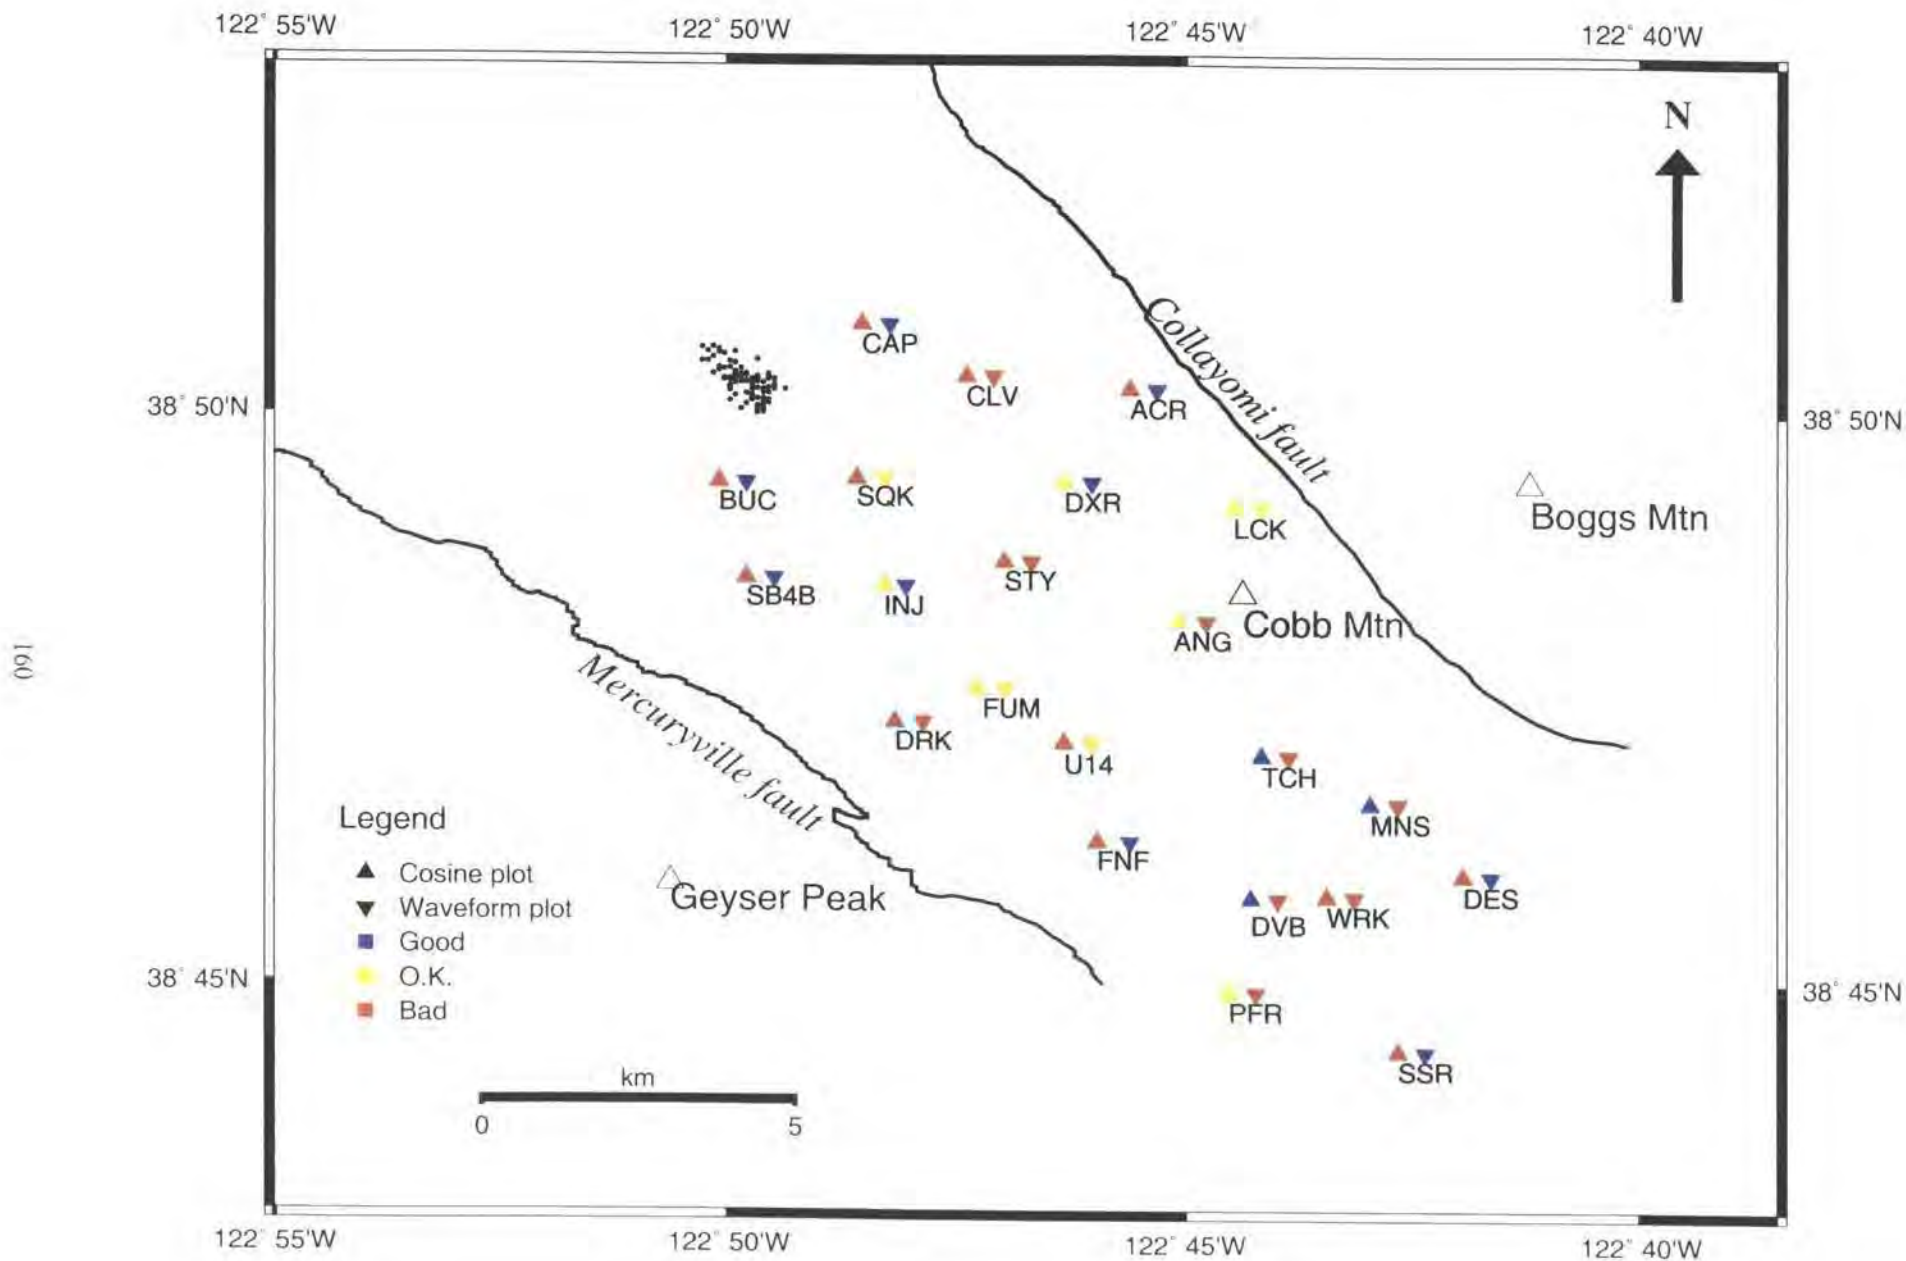 122° 55'W
122° 50'W
122° 45'W
122° 40'W
N
Collayomi fault
CAP
CLV
ACR
38° 50'N
38° 50'N
BUC
SQK
DXR
LCK
Boggs Mtn
SB4B
INJ
STY
ANG
Cobb Mtn
160
Mercuryville fault
FUM
DRK
U14
TCH
MNS
FNF
DES
DVB
WRK
PFR
SSR
Geyser Peak
Legend
Cosine plot
Waveform plot
Good
O.K.
Bad
38° 45'N
38° 45'N
km
0
5
122° 55'W
122° 50'W
122° 45'W
122° 40'W